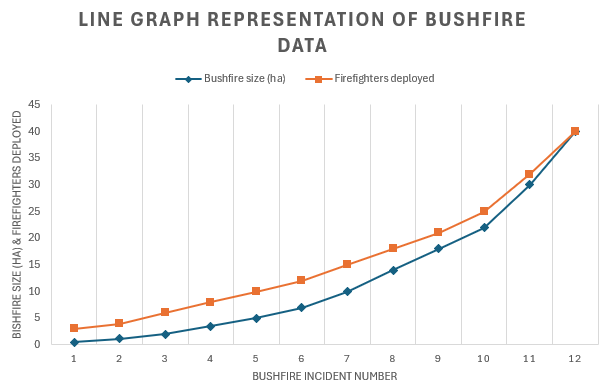 LINE GRAPH REPRESENTATION OF BUSHFIRE
DATA
Bushfire size (ha) Firefighters deployed
BISHFIRE SIZE (HA) & FIREFIGHTERS DEPLOYED
45
40
35
30
25
20
15
10
5
0
1 2 3 4 5 6 7 8 9 10 11 12
BUSHFIRE INCIDENT NUMBER